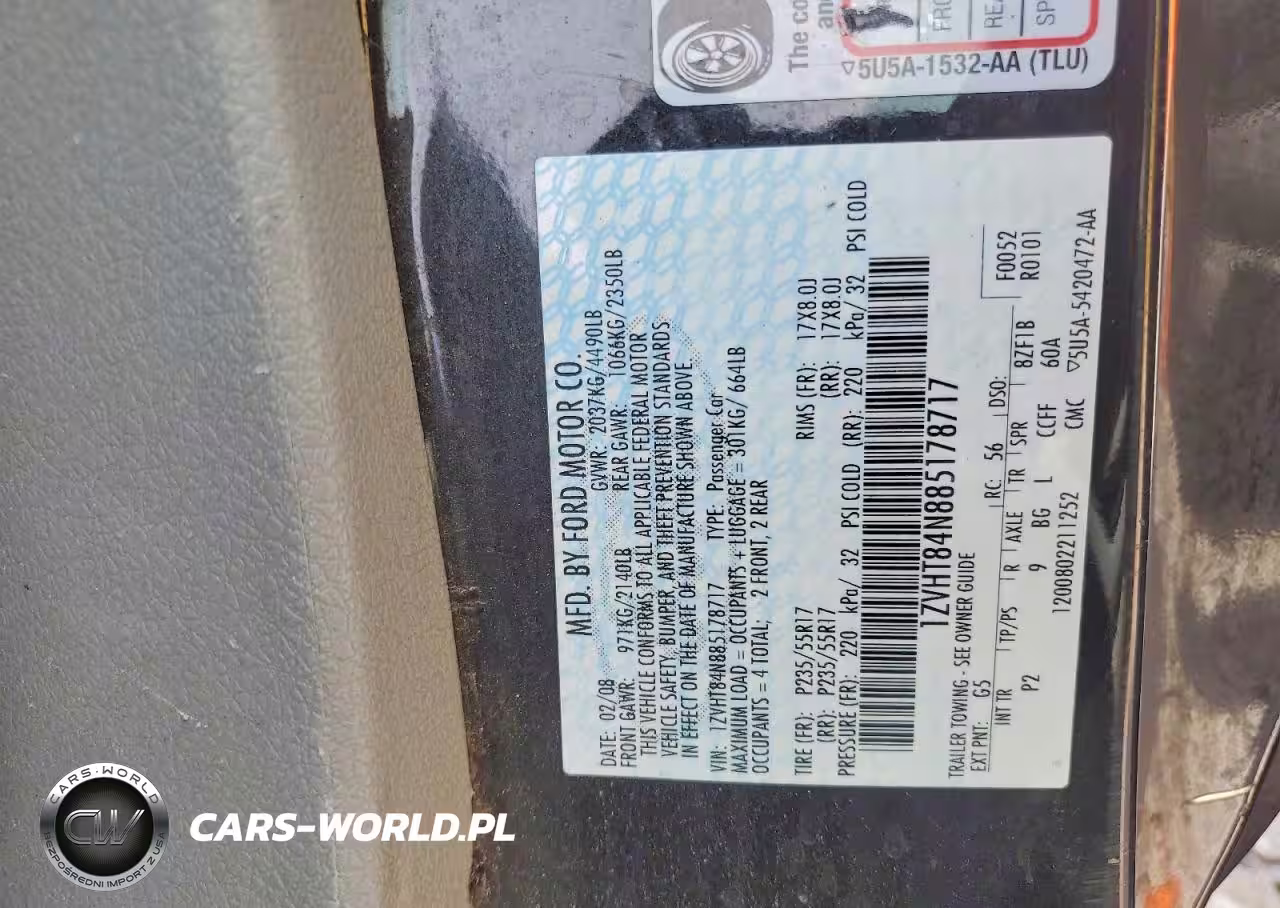 The co
and
FRO
REA
SP
▽5U5A-1532-AA (TLU)
MFD. BY FORD MOTOR CO.
DATE: 02/08 GVWR: 2037KG/4490LB
FRONT GAWR: 971KG/2140LB REAR GAWR: 1066KG/2350LB
THIS VEHICLE CONFORMS TO ALL APPLICABLE FEDERAL MOTOR
VEHICLE SAFETY, BUMPER, AND THEFT PREVENTION STANDARDS
IN EFFECT ON THE DATE OF MANUFACTURE SHOWN ABOVE
VIN: 1ZVHT84N885178717 TYPE: Passenger Car
MAXIMUM LOAD = OCCUPANTS + LUGGAGE = 301KG/ 664LB
OCCUPANTS = 4 TOTAL; 2 FRONT, 2 REAR
TIRE (FR): P235/55R17 RIMS (FR): 17X8.0J
(RR): P235/55R17 (RR): 17X8.0J
PRESSURE (FR): 220 kPa/ 32 PSI COLD (RR): 220 kPa/ 32 PSI COLD
1ZVHT84N885178717
TRAILER TOWING - SEE OWNER GUIDE
EXT PNT: G5 RC: 56 DSO: F0052
INT TR TP/PS R AXLE TR SPR 8ZF1B R0101
P2 9 BG L CCFF 60A
1200802211252 CMC ▽5U5A-5420472-AA
CARS-WORLD
CW
BEZPOŚREDNI IMPORT Z USA
CARS-WORLD.PL